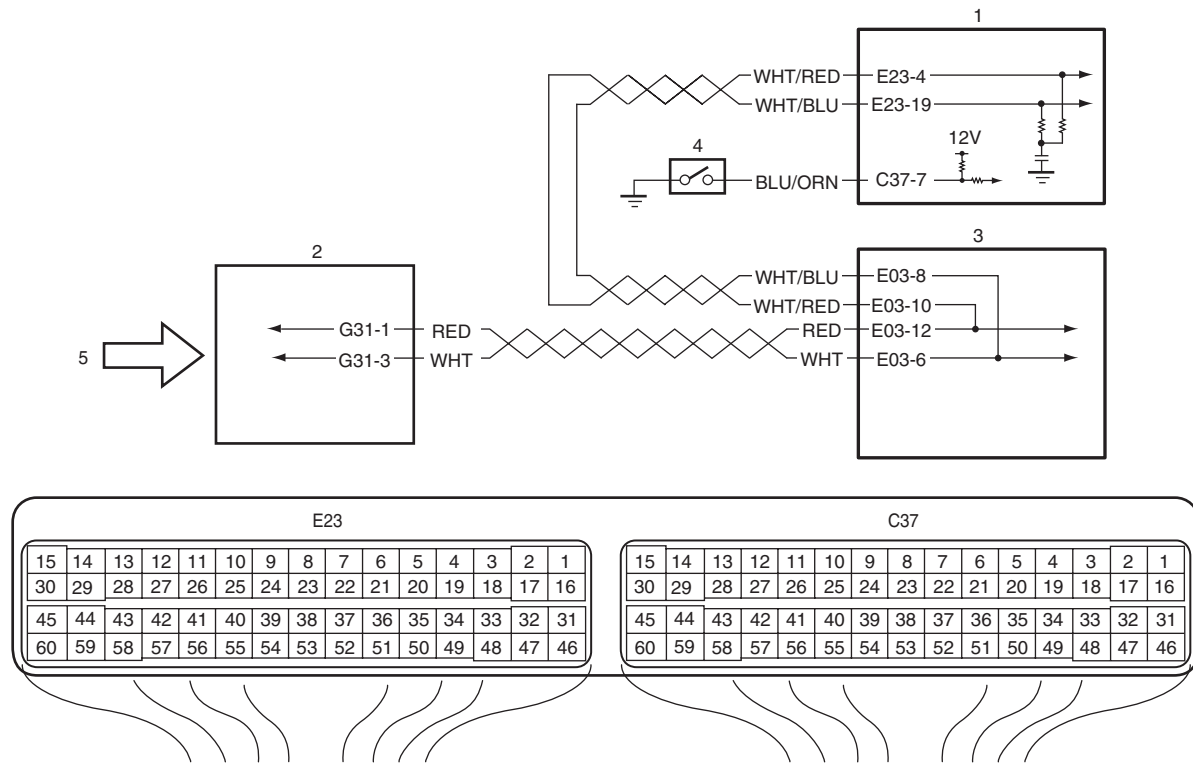 1
WHT/RED E23-4
WHT/BLU E23-19
12V
4
BLU/ORN C37-7
2
3
WHT/BLU E03-8
WHT/RED E03-10
G31-1 RED RED E03-12
5
G31-3 WHT WHT E03-6
E23 C37
15 14 13 12 11 10 9 8 7 6 5 4 3 2 1 15 14 13 12 11 10 9 8 7 6 5 4 3 2 1
30 29 28 27 26 25 24 23 22 21 20 19 18 17 16 30 29 28 27 26 25 24 23 22 21 20 19 18 17 16
45 44 43 42 41 40 39 38 37 36 35 34 33 32 31 45 44 43 42 41 40 39 38 37 36 35 34 33 32 31
60 59 58 57 56 55 54 53 52 51 50 49 48 47 46 60 59 58 57 56 55 54 53 52 51 50 49 48 47 46